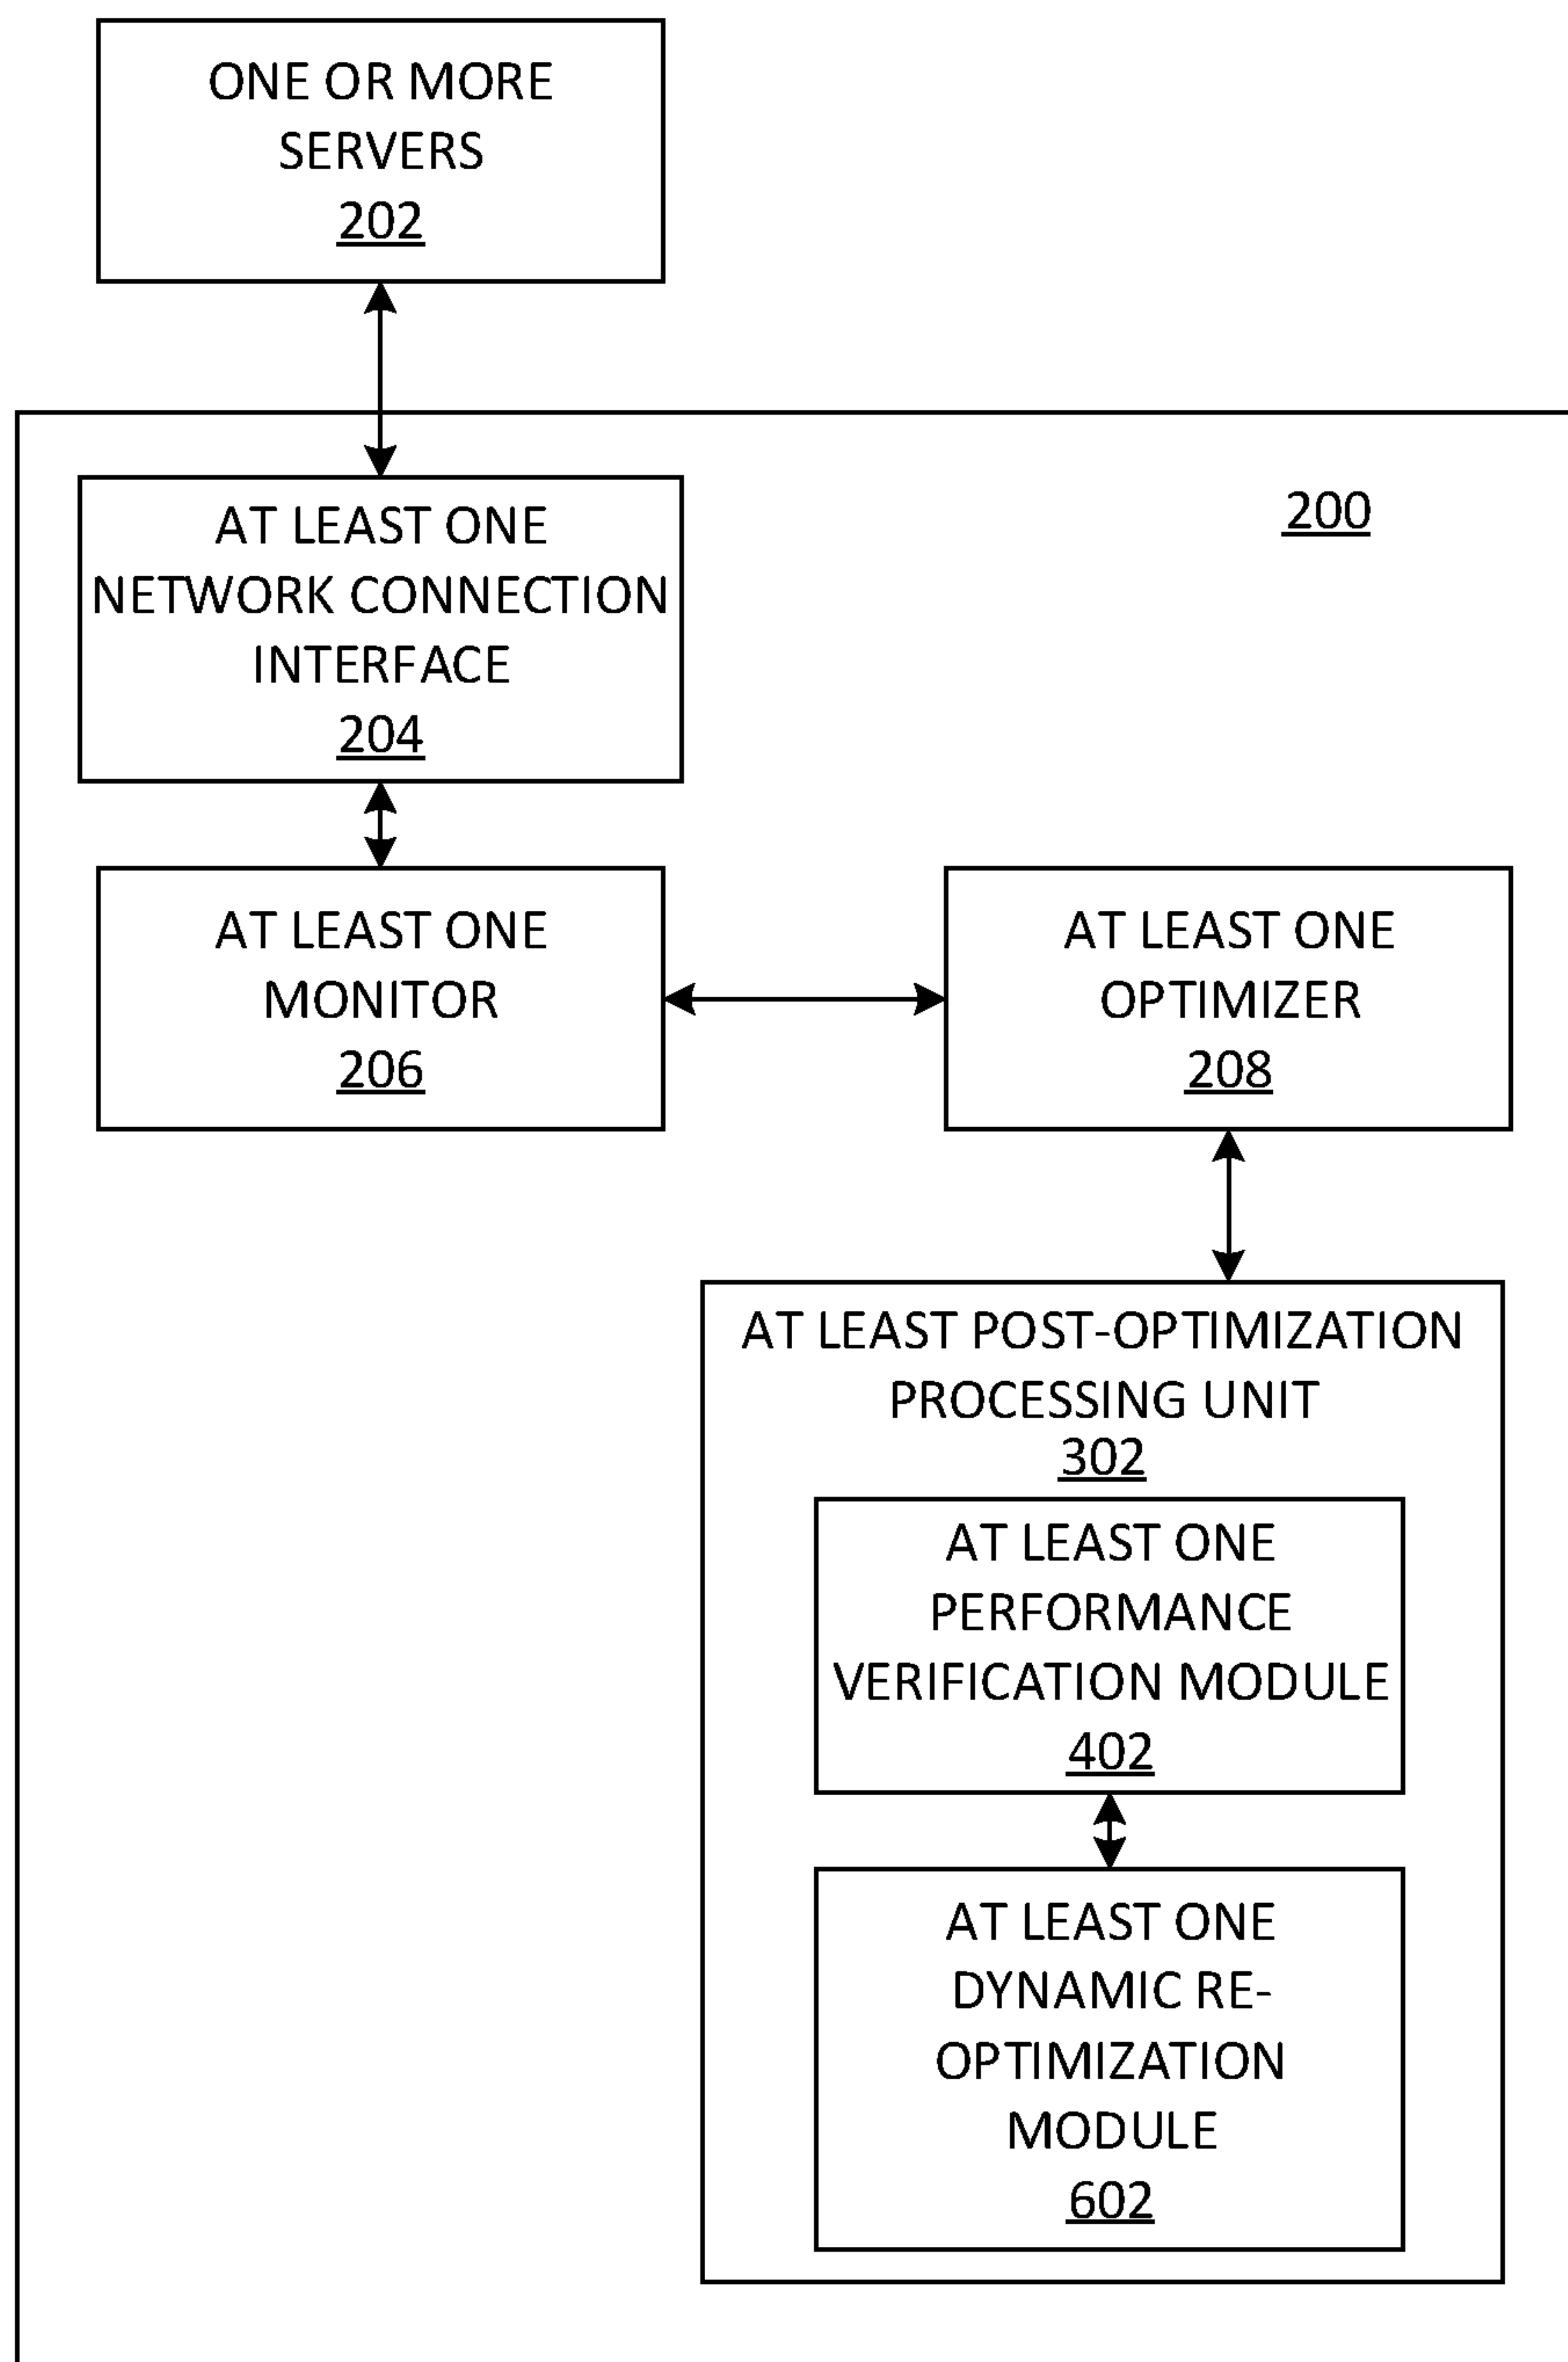 ONE OR MORE
SERVERS
202
200
AT LEAST ONE
NETWORK CONNECTION
INTERFACE
204
AT LEAST ONE
MONITOR
206
AT LEAST ONE
OPTIMIZER
208
AT LEAST POST-OPTIMIZATION
PROCESSING UNIT
302
AT LEAST ONE
PERFORMANCE
VERIFICATION MODULE
402
AT LEAST ONE
DYNAMIC RE-
OPTIMIZATION
MODULE
602